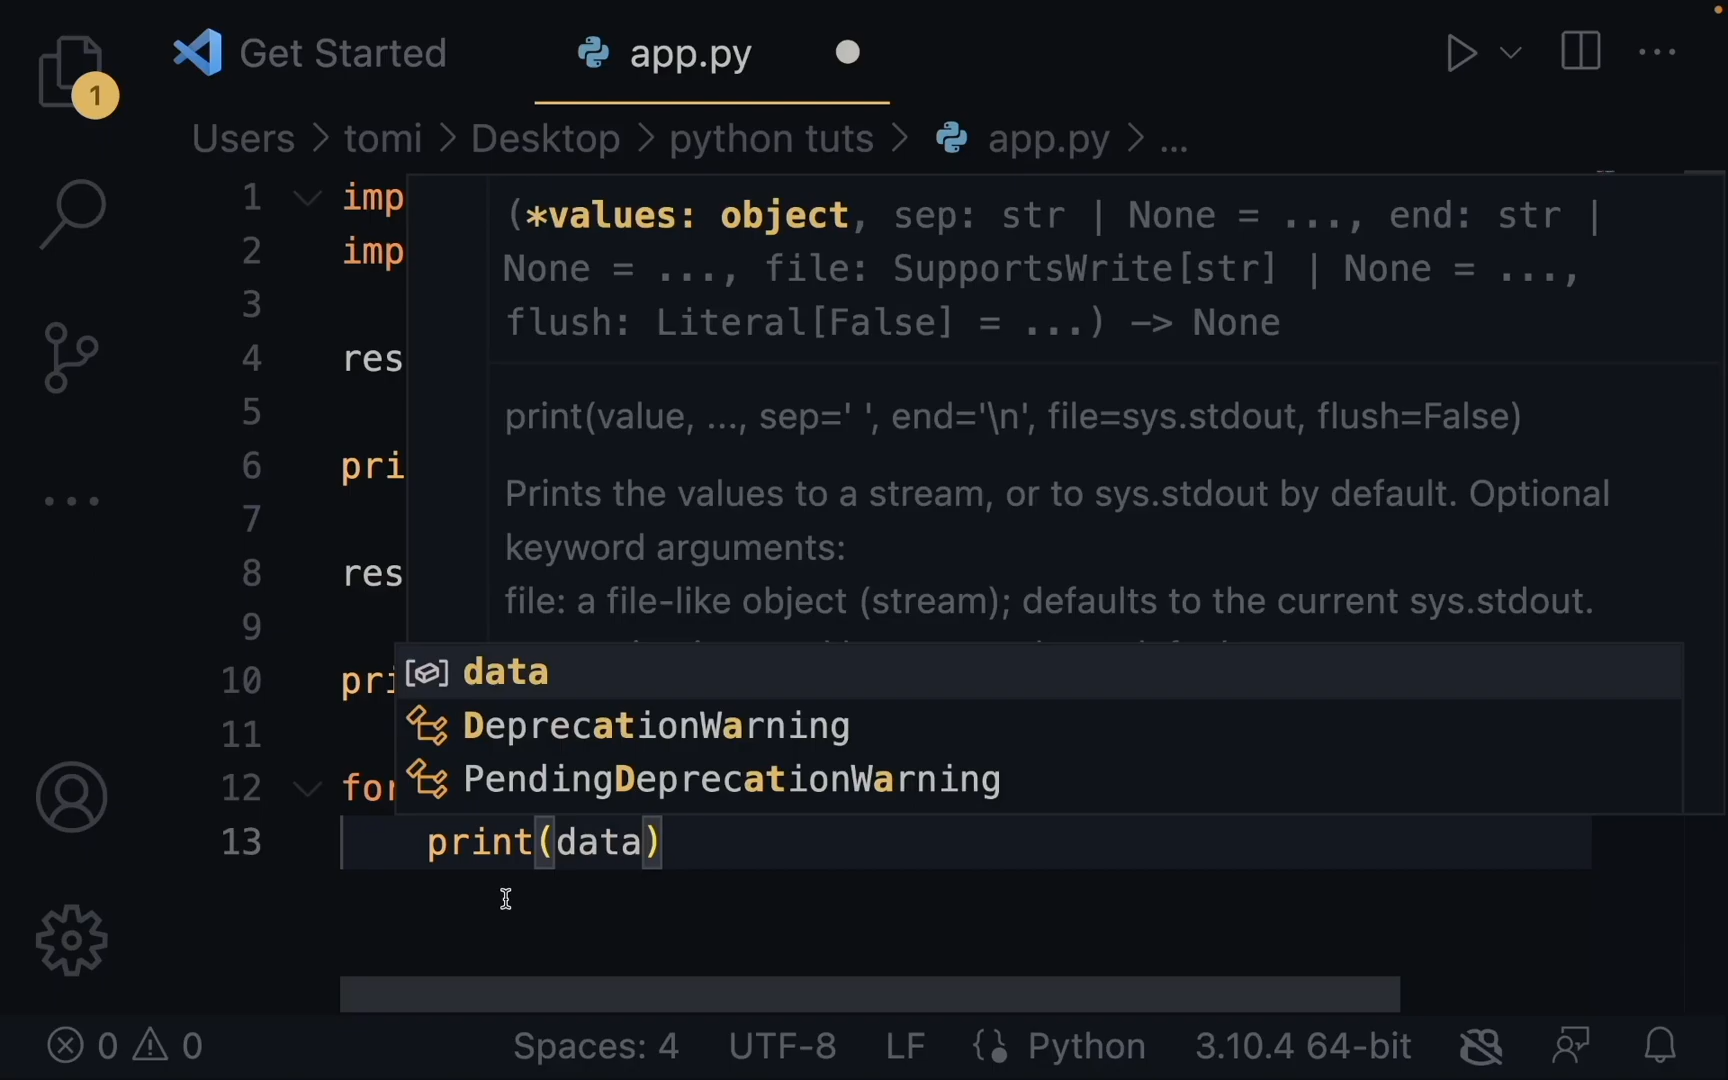 Get Started app.py
1
Users > tomi > Desktop > python tuts > app.py > ...
1 imp
2 imp
3
4 res
5
6 pri
7
8 res
9
10 pri
11
12 for
13 print(data)
(*values: object, sep: str | None = ..., end: str |
None = ..., file: SupportsWrite[str] | None = ...,
flush: Literal[False] = ...) -> None
print(value, ..., sep=' ', end='\n', file=sys.stdout, flush=False)
Prints the values to a stream, or to sys.stdout by default. Optional
keyword arguments:
file: a file-like object (stream); defaults to the current sys.stdout.
data
DeprecationWarning
PendingDeprecationWarning
0 0 Spaces: 4 UTF-8 LF Python 3.10.4 64-bit